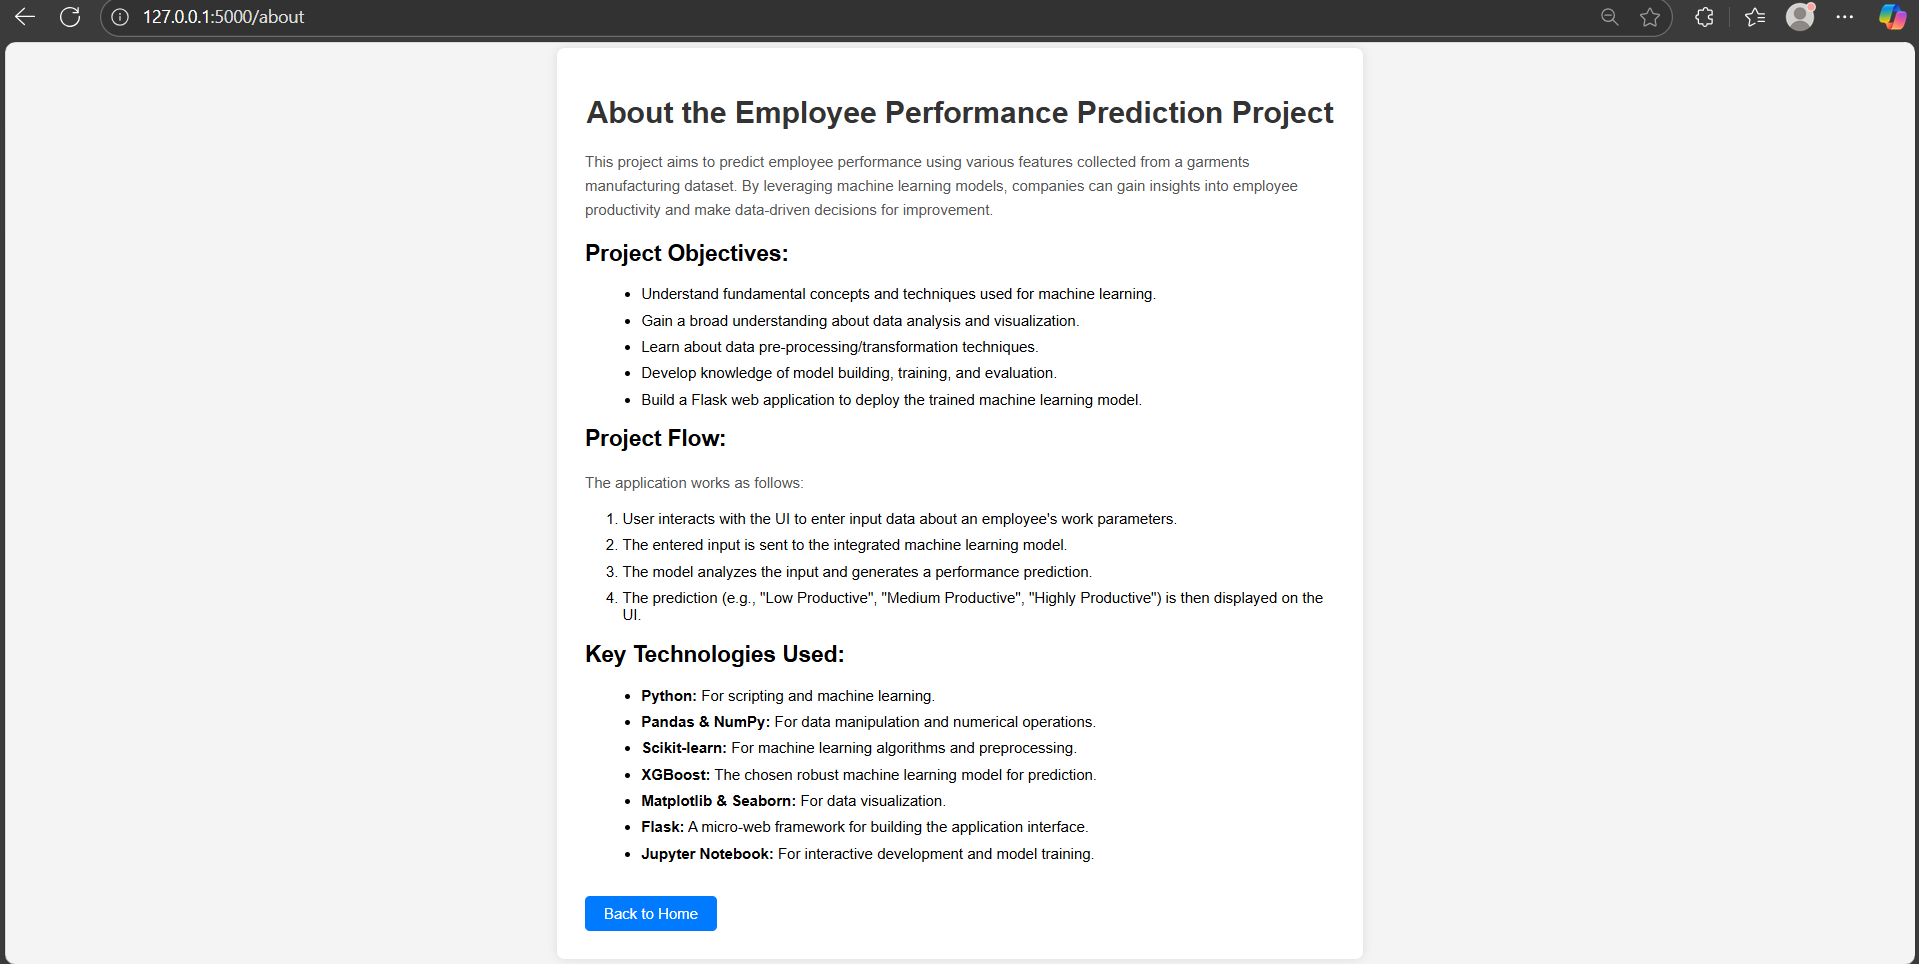 127.0.0.1:5000/about
About the Employee Performance Prediction Project
This project aims to predict employee performance using various features collected from a garments
manufacturing dataset. By leveraging machine learning models, companies can gain insights into employee
productivity and make data-driven decisions for improvement.
Project Objectives:
• Understand fundamental concepts and techniques used for machine learning.
• Gain a broad understanding about data analysis and visualization.
• Learn about data pre-processing/transformation techniques.
• Develop knowledge of model building, training, and evaluation.
• Build a Flask web application to deploy the trained machine learning model.
Project Flow:
The application works as follows:
1. User interacts with the UI to enter input data about an employee's work parameters.
2. The entered input is sent to the integrated machine learning model.
3. The model analyzes the input and generates a performance prediction.
4. The prediction (e.g., "Low Productive", "Medium Productive", "Highly Productive") is then displayed on the
UI.
Key Technologies Used:
• Python: For scripting and machine learning.
• Pandas & NumPy: For data manipulation and numerical operations.
• Scikit-learn: For machine learning algorithms and preprocessing.
• XGBoost: The chosen robust machine learning model for prediction.
• Matplotlib & Seaborn: For data visualization.
• Flask: A micro-web framework for building the application interface.
• Jupyter Notebook: For interactive development and model training.
Back to Home